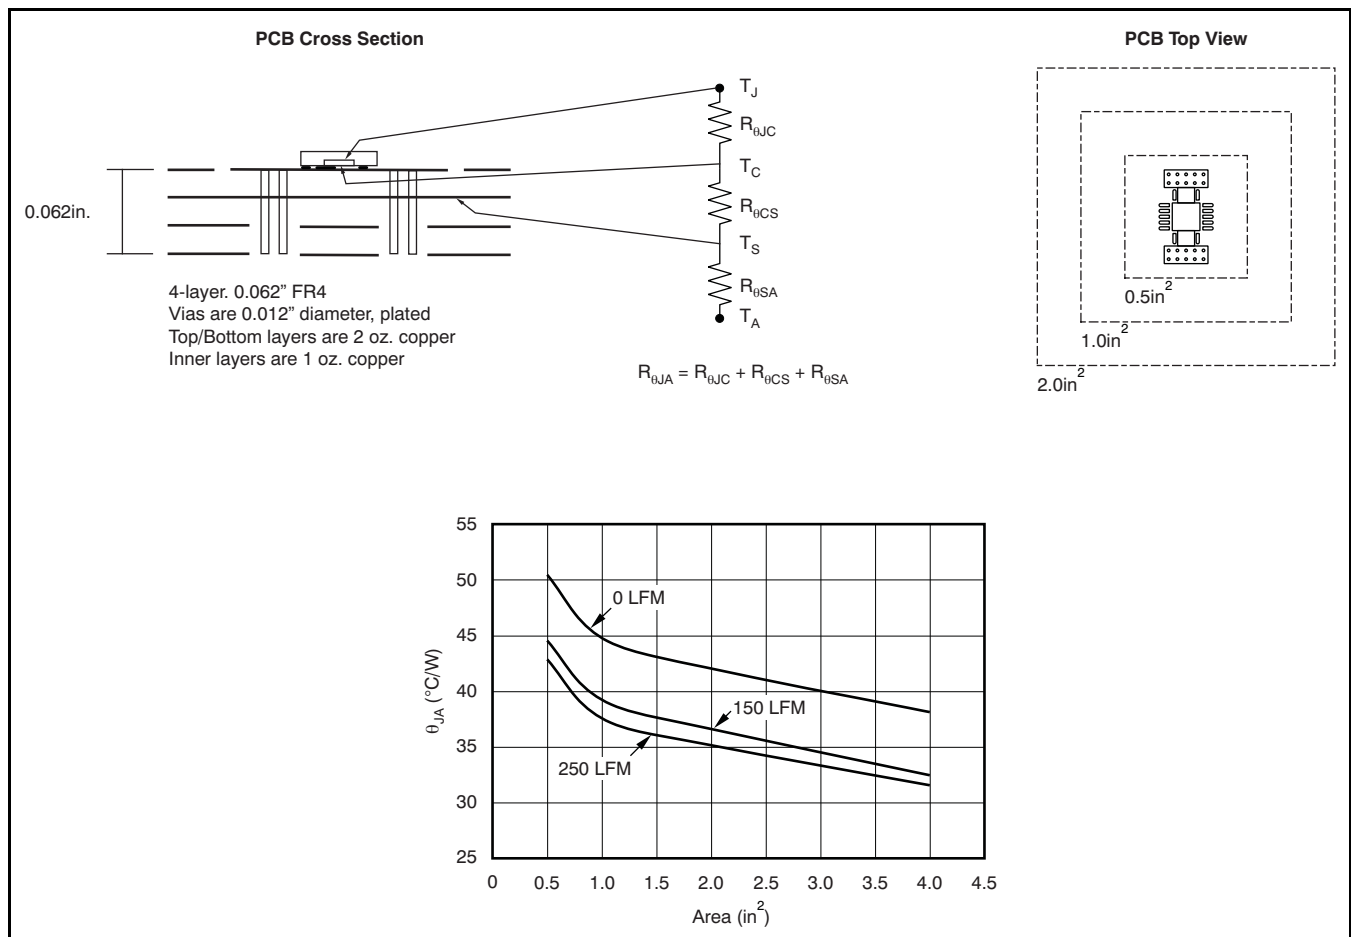 PCB Cross Section
PCB Top View
T_J
R_θJC
T_C
R_θCS
T_S
R_θSA
T_A
0.062in.
4-layer. 0.062” FR4
Vias are 0.012” diameter, plated
Top/Bottom layers are 2 oz. copper
Inner layers are 1 oz. copper
R_θJA = R_θJC + R_θCS + R_θSA
0.5in²
1.0in²
2.0in²
55
50
45
40
35
30
25
θ_JA (°C/W)
0 LFM
150 LFM
250 LFM
0 0.5 1.0 1.5 2.0 2.5 3.0 3.5 4.0 4.5
Area (in²)